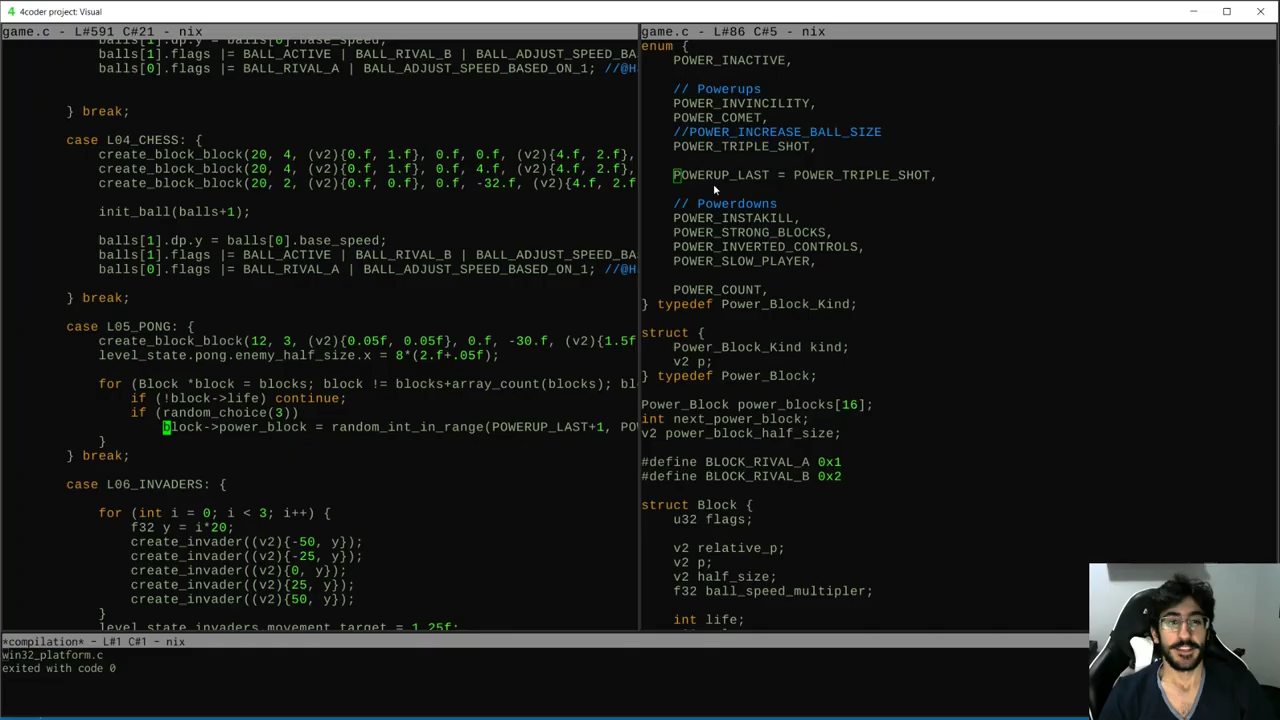 4coder project: Visual
game.c - L#591 C#21 - nix
balls[1].dp.y = balls[0].base_speed;
balls[1].flags |= BALL_ACTIVE | BALL_RIVAL_B | BALL_ADJUST_SPEED_BA
balls[0].flags |= BALL_RIVAL_A | BALL_ADJUST_SPEED_BASED_ON_1; //@H
} break;
case L04_CHESS: {
create_block_block(20, 4, (v2){0.f, 1.f}, 0.f, 0.f, (v2){4.f, 2.f},
create_block_block(20, 4, (v2){0.f, 1.f}, 0.f, 4.f, (v2){4.f, 2.f},
create_block_block(20, 2, (v2){0.f, 0.f}, 0.f, -32.f, (v2){4.f, 2.f
init_ball(balls+1);
balls[1].dp.y = balls[0].base_speed;
balls[1].flags |= BALL_ACTIVE | BALL_RIVAL_B | BALL_ADJUST_SPEED_BA
balls[0].flags |= BALL_RIVAL_A | BALL_ADJUST_SPEED_BASED_ON_1; //@H
} break;
case L05_PONG: {
create_block_block(12, 3, (v2){0.05f, 0.05f}, 0.f, -30.f, (v2){1.5f
level_state.pong.enemy_half_size.x = 8*(2.f+.05f);
for (Block *block = blocks; block != blocks+array_count(blocks); bl
if (!block->life) continue;
if (random_choice(3))
block->power_block = random_int_in_range(POWERUP_LAST+1, PO
}
} break;
case L06_INVADERS: {
for (int i = 0; i < 3; i++) {
f32 y = i*20;
create_invader((v2){-50, y});
create_invader((v2){-25, y});
create_invader((v2){0, y});
create_invader((v2){25, y});
create_invader((v2){50, y});
}
level_state.invaders.movement_target = 1.25f;
game.c - L#86 C#5 - nix
enum {
POWER_INACTIVE,
// Powerups
POWER_INVINCILITY,
POWER_COMET,
//POWER_INCREASE_BALL_SIZE
POWER_TRIPLE_SHOT,
POWERUP_LAST = POWER_TRIPLE_SHOT,
// Powerdowns
POWER_INSTAKILL,
POWER_STRONG_BLOCKS,
POWER_INVERTED_CONTROLS,
POWER_SLOW_PLAYER,
POWER_COUNT,
} typedef Power_Block_Kind;
struct {
Power_Block_Kind kind;
v2 p;
} typedef Power_Block;
Power_Block power_blocks[16];
int next_power_block;
v2 power_block_half_size;
#define BLOCK_RIVAL_A 0x1
#define BLOCK_RIVAL_B 0x2
struct Block {
u32 flags;
v2 relative_p;
v2 p;
v2 half_size;
f32 ball_speed_multipler;
int life;
*compilation* - L#1 C#1 - nix
win32_platform.c
exited with code 0